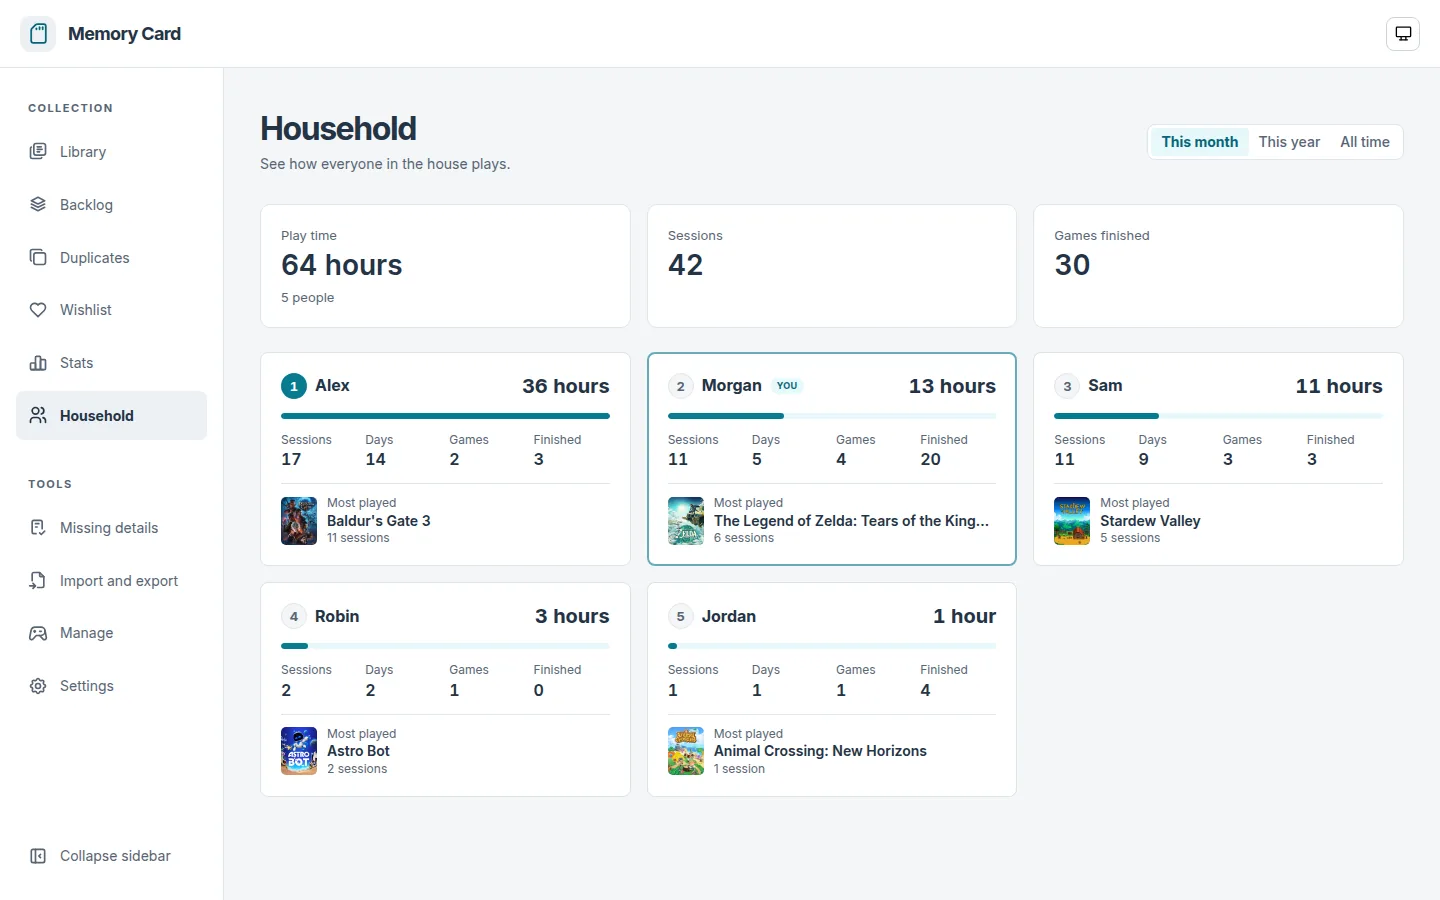 Memory Card
COLLECTION
Library
Backlog
Duplicates
Wishlist
Stats
Household
TOOLS
Missing details
Import and export
Manage
Settings
Collapse sidebar
Household
See how everyone in the house plays.
This month This year All time
Play time
64 hours
5 people
Sessions
42
Games finished
30
1 Alex 36 hours
Sessions Days Games Finished
17 14 2 3
Most played
Baldur's Gate 3
11 sessions
2 Morgan YOU 13 hours
Sessions Days Games Finished
11 5 4 20
ZELDA
Most played
The Legend of Zelda: Tears of the King...
6 sessions
3 Sam 11 hours
Sessions Days Games Finished
11 9 3 3
STARDEW
Most played
Stardew Valley
5 sessions
4 Robin 3 hours
Sessions Days Games Finished
2 2 1 0
ASTRO
BOT
Most played
Astro Bot
2 sessions
5 Jordan 1 hour
Sessions Days Games Finished
1 1 1 4
Most played
Animal Crossing: New Horizons
1 session